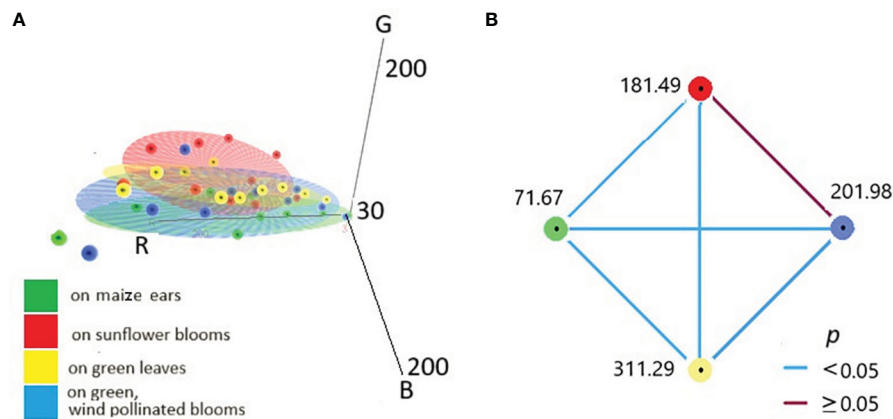 A
B
G
200
30
R
200
B
on maize ears
on sunflower blooms
on green leaves
on green,
wind pollinated blooms
181.49
71.67
201.98
311.29
p
<0.05
≥0.05